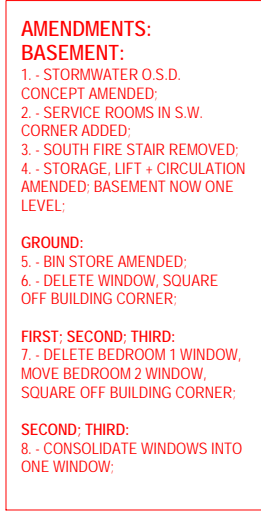 AMENDMENTS:
BASEMENT:
1. - STORMWATER O.S.D.
CONCEPT AMENDED;
2. - SERVICE ROOMS IN S.W.
CORNER ADDED;
3. - SOUTH FIRE STAIR REMOVED;
4. - STORAGE, LIFT + CIRCULATION
AMENDED; BASEMENT NOW ONE
LEVEL;
GROUND:
5. - BIN STORE AMENDED;
6. - DELETE WINDOW, SQUARE
OFF BUILDING CORNER;
FIRST; SECOND; THIRD:
7. - DELETE BEDROOM 1 WINDOW,
MOVE BEDROOM 2 WINDOW,
SQUARE OFF BUILDING CORNER;
SECOND; THIRD:
8. - CONSOLIDATE WINDOWS INTO
ONE WINDOW;